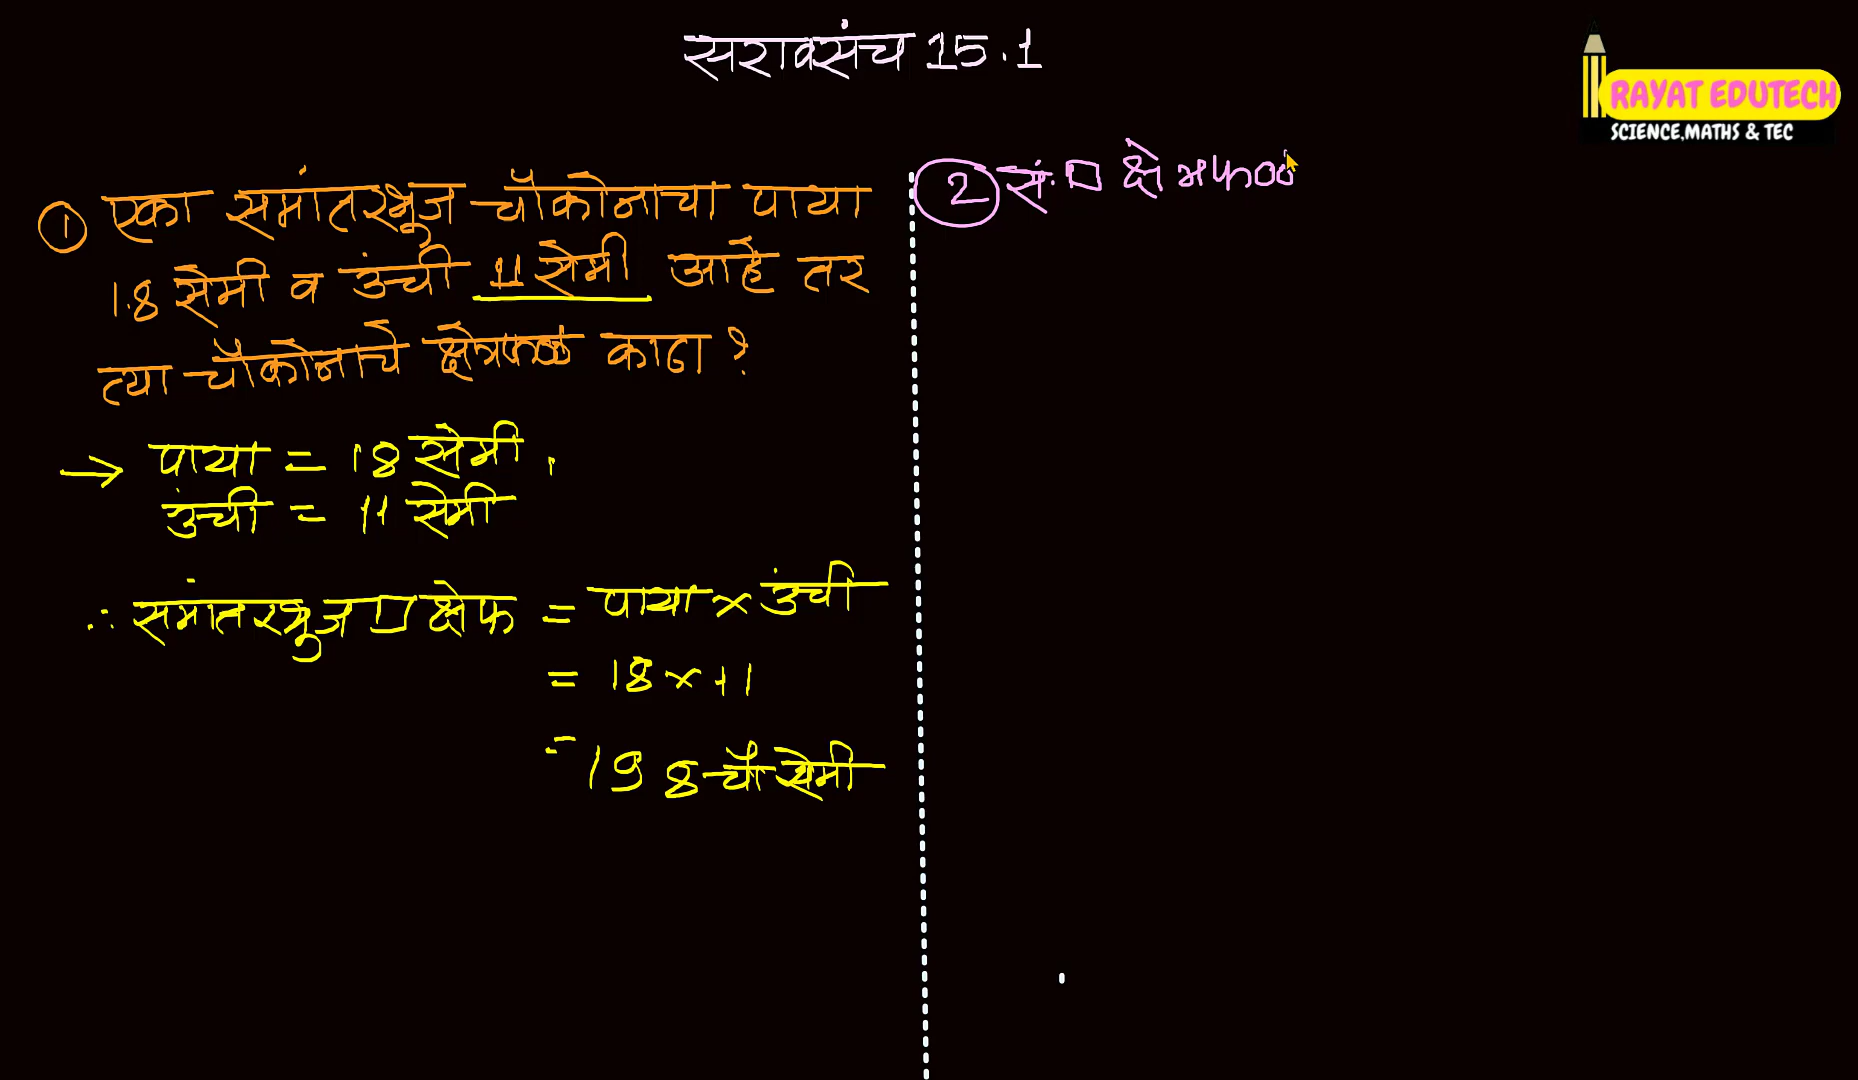 सरावसंच 15.1
RAYAT EDUTECH
SCIENCE,MATHS & TEC
① एका समांतरभूज चौकोनाचा पाया
18 सेमी व उंची 11 सेमी आहे तर
त्या चौकोनाचे क्षेत्रफळ काढा ?
→ पाया = 18 सेमी.
उंची = 11 सेमी
∴ समांतरभूज □ क्षेफ = पाया × उंची
= 18 × 11
= 198 चौ सेमी
② सं. □ क्षेत्रफळ